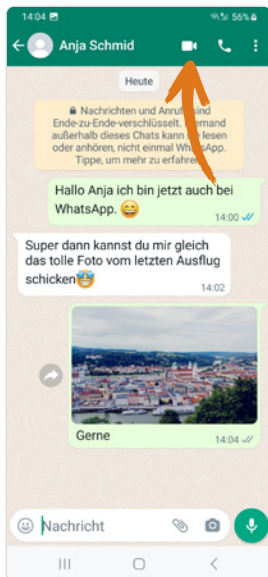 14:04 56%
Anja Schmid
Heute
Nachrichten und Anrufe sind
Ende-zu-Ende-verschlüsselt. Niemand
außerhalb dieses Chats kann sie lesen
oder anhören, nicht einmal WhatsApp.
Tippe, um mehr zu erfahren.
Hallo Anja ich bin jetzt auch bei
WhatsApp. 😄
14:00
Super dann kannst du mir gleich
das tolle Foto vom letzten Ausflug
schicken🤩
14:02
Gerne
14:04
Nachricht